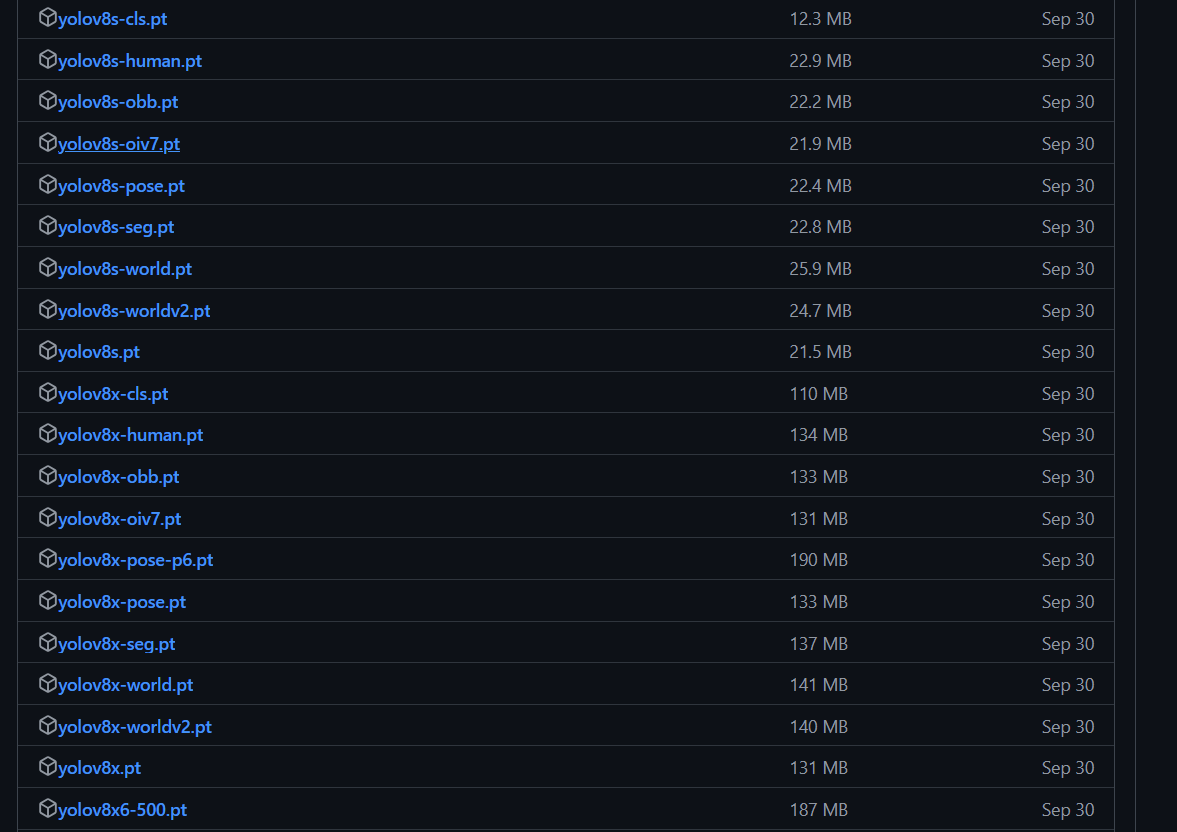 yolov8s-cls.pt 12.3 MB Sep 30
yolov8s-human.pt 22.9 MB Sep 30
yolov8s-obb.pt 22.2 MB Sep 30
yolov8s-oiv7.pt 21.9 MB Sep 30
yolov8s-pose.pt 22.4 MB Sep 30
yolov8s-seg.pt 22.8 MB Sep 30
yolov8s-world.pt 25.9 MB Sep 30
yolov8s-worldv2.pt 24.7 MB Sep 30
yolov8s.pt 21.5 MB Sep 30
yolov8x-cls.pt 110 MB Sep 30
yolov8x-human.pt 134 MB Sep 30
yolov8x-obb.pt 133 MB Sep 30
yolov8x-oiv7.pt 131 MB Sep 30
yolov8x-pose-p6.pt 190 MB Sep 30
yolov8x-pose.pt 133 MB Sep 30
yolov8x-seg.pt 137 MB Sep 30
yolov8x-world.pt 141 MB Sep 30
yolov8x-worldv2.pt 140 MB Sep 30
yolov8x.pt 131 MB Sep 30
yolov8x6-500.pt 187 MB Sep 30